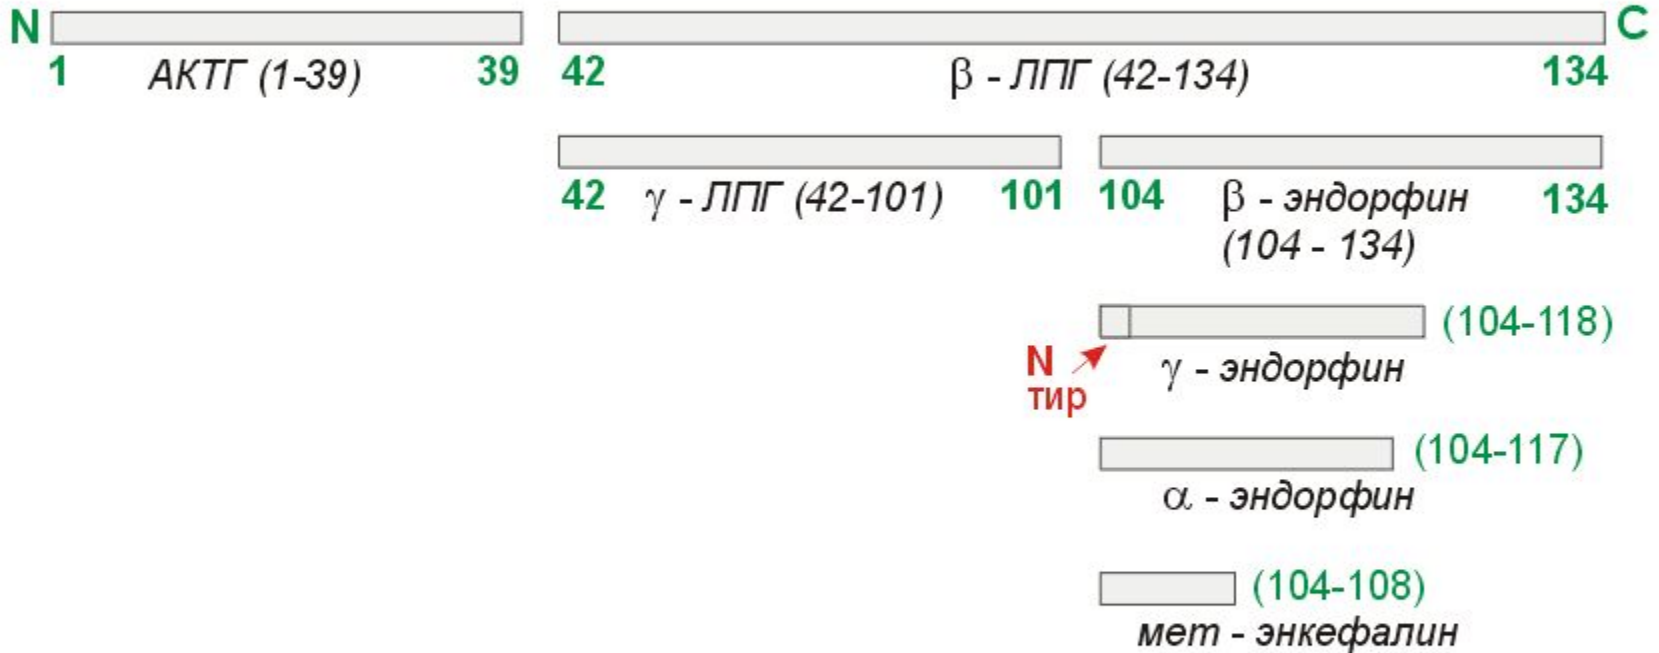 N C
1 АКТГ (1-39) 39 42 β - ЛПГ (42-134) 134
42 γ - ЛПГ (42-101) 101 104 β - эндорфин 134
(104 - 134)
(104-118)
N
тир
γ - эндорфин
(104-117)
α - эндорфин
(104-108)
мет - энкефалин